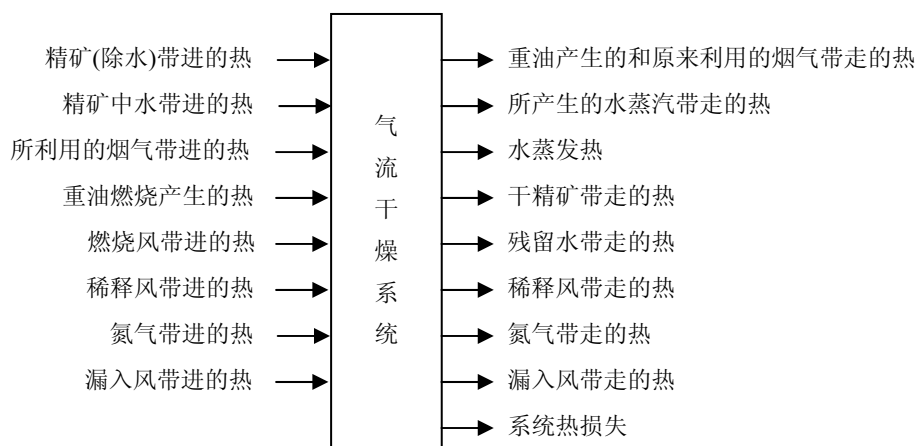 精矿(除水)带进的热
精矿中水带进的热
所利用的烟气带进的热
重油燃烧产生的热
燃烧风带进的热
稀释风带进的热
氮气带进的热
漏入风带进的热
气
流
干
燥
系
统
重油产生的和原来利用的烟气带走的热
所产生的水蒸汽带走的热
水蒸发热
干精矿带走的热
残留水带走的热
稀释风带走的热
氮气带走的热
漏入风带走的热
系统热损失